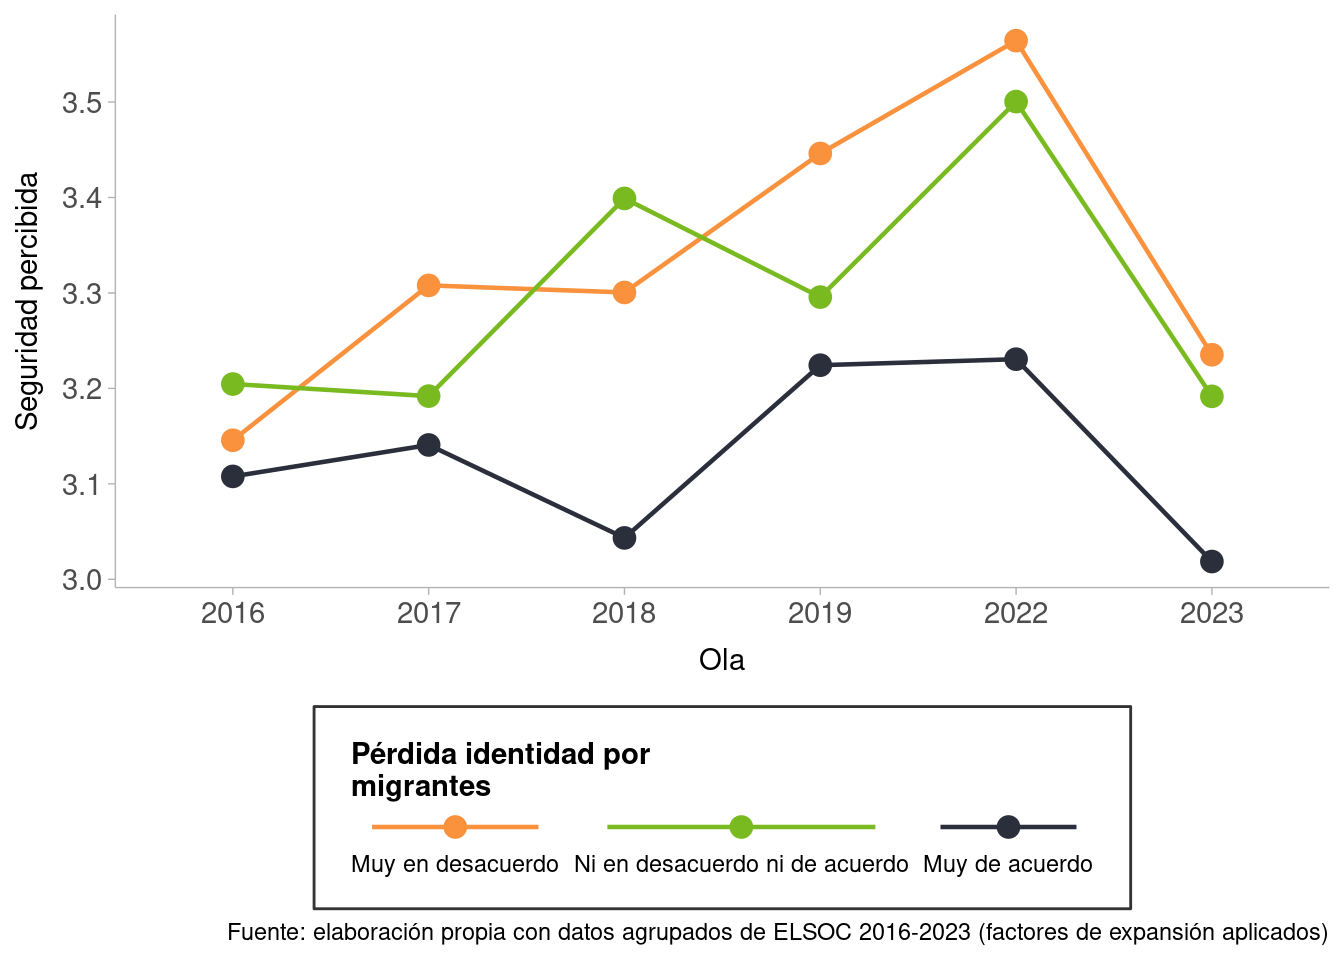 Seguridad percibida
3.5
3.4
3.3
3.2
3.1
3.0
2016 2017 2018 2019 2022 2023
Ola
Pérdida identidad por
migrantes
Muy en desacuerdo Ni en desacuerdo ni de acuerdo Muy de acuerdo
Fuente: elaboración propia con datos agrupados de ELSOC 2016-2023 (factores de expansión aplicados)